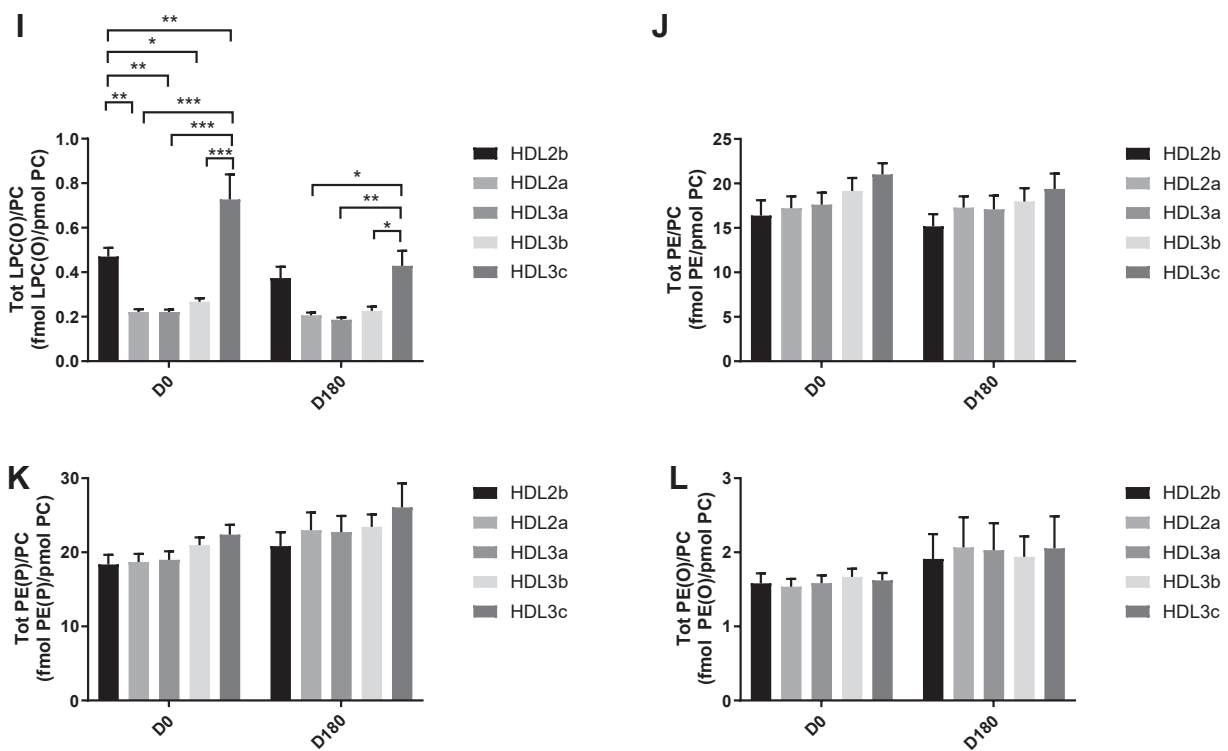 I
**
*
**
**
***
***
***
*
**
*
Tot LPC(O)/PC
(fmol LPC(O)/pmol PC)
1.0
0.8
0.6
0.4
0.2
0.0
D0
D180
HDL2b
HDL2a
HDL3a
HDL3b
HDL3c
J
Tot PE/PC
(fmol PE/pmol PC)
25
20
15
10
5
0
D0
D180
HDL2b
HDL2a
HDL3a
HDL3b
HDL3c
K
Tot PE(P)/PC
(fmol PE(P)/pmol PC)
30
20
10
0
D0
D180
HDL2b
HDL2a
HDL3a
HDL3b
HDL3c
L
Tot PE(O)/PC
(fmol PE(O)/pmol PC)
3
2
1
0
D0
D180
HDL2b
HDL2a
HDL3a
HDL3b
HDL3c